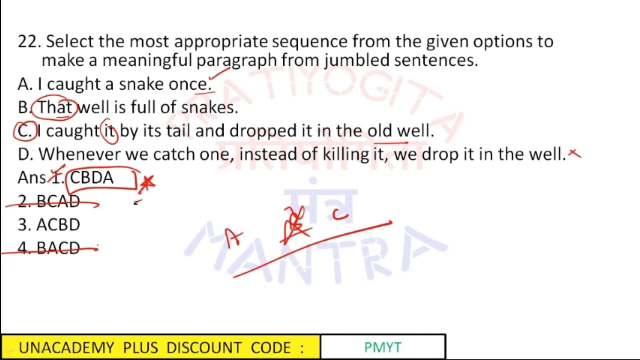 22. Select the most appropriate sequence from the given options to
make a meaningful paragraph from jumbled sentences.
A. I caught a snake once.
B. That well is full of snakes.
C. I caught it by its tail and dropped it in the old well.
D. Whenever we catch one, instead of killing it, we drop it in the well.
Ans 1. CBDA
2. BCAD
3. ACBD
4. BACD
A C
PRATIYOGITA
प्रतियोगिता
मंत्र
MANTRA
UNACADEMY PLUS DISCOUNT CODE : PMYT